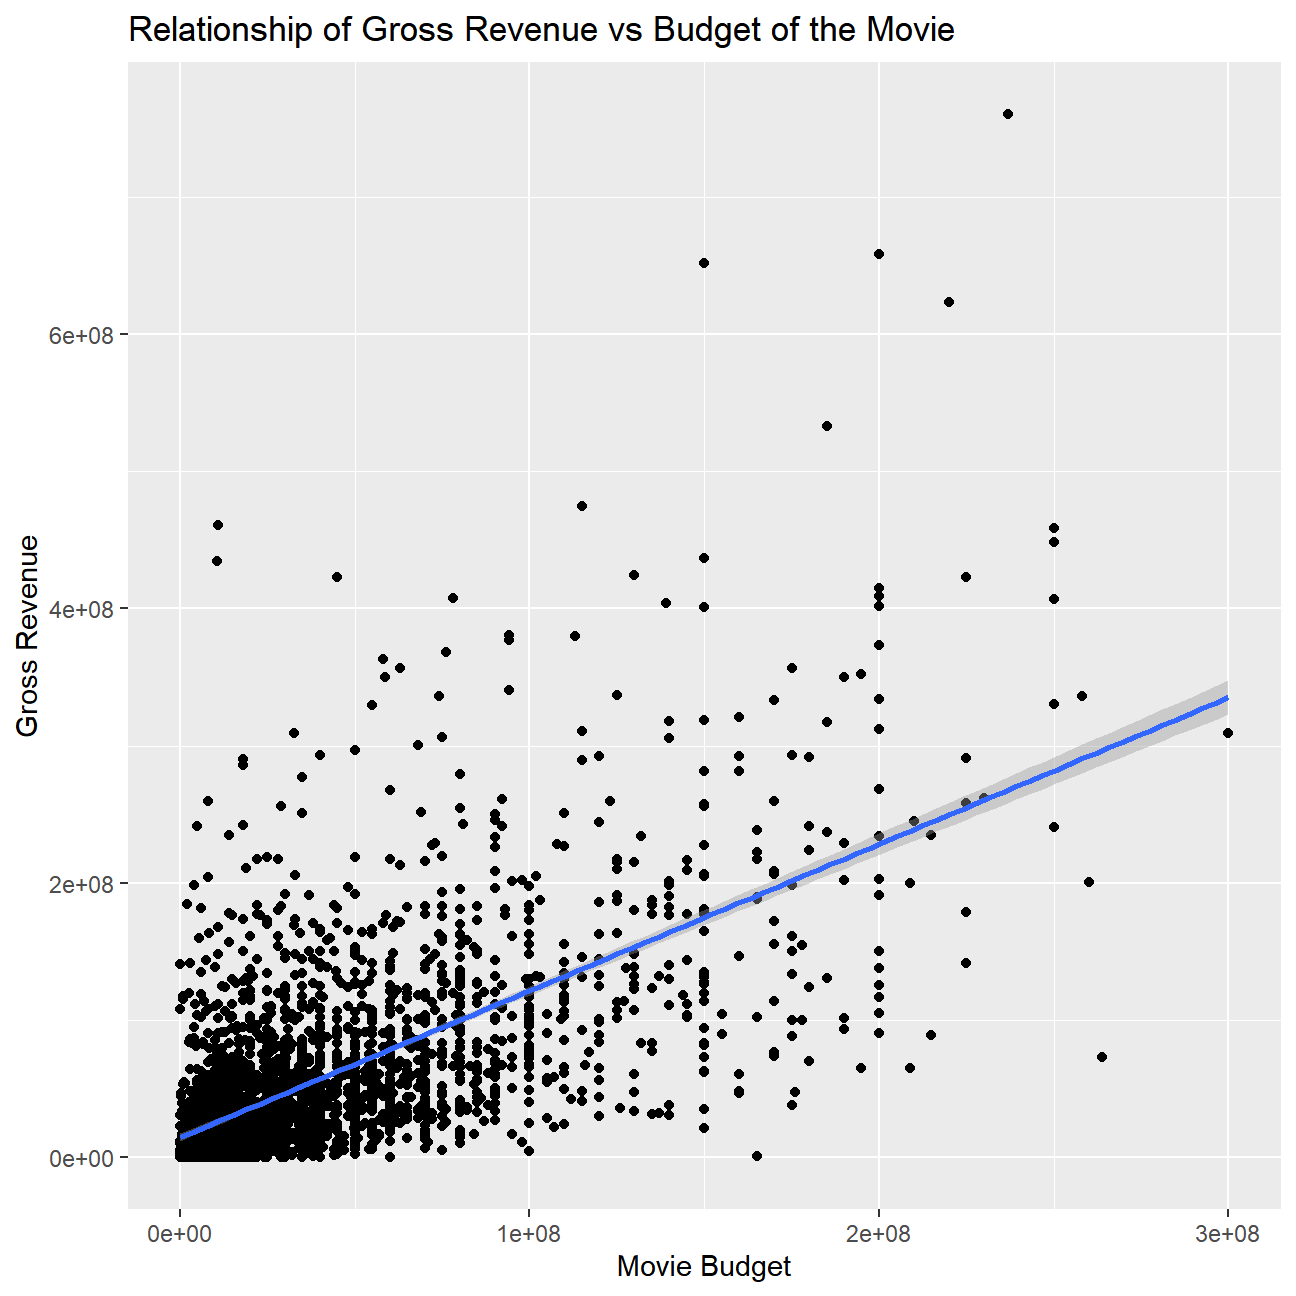 Relationship of Gross Revenue vs Budget of the Movie
6e+08
4e+08
2e+08
0e+00
Gross Revenue
0e+00
1e+08
2e+08
3e+08
Movie Budget